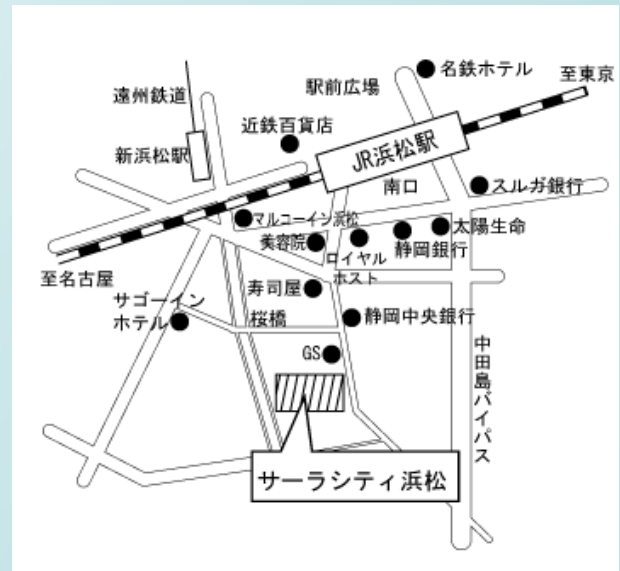 名鉄ホテル
至東京
駅前広場
遠州鉄道
近鉄百貨店
JR浜松駅
新浜松駅
南口
スルガ銀行
マルコーイン浜松
太陽生命
美容院
静岡銀行
ロイヤル
ホスト
至名古屋
寿司屋
サゴーイン
ホテル
桜橋
静岡中央銀行
GS
中田島バイパス
サーラシティ浜松